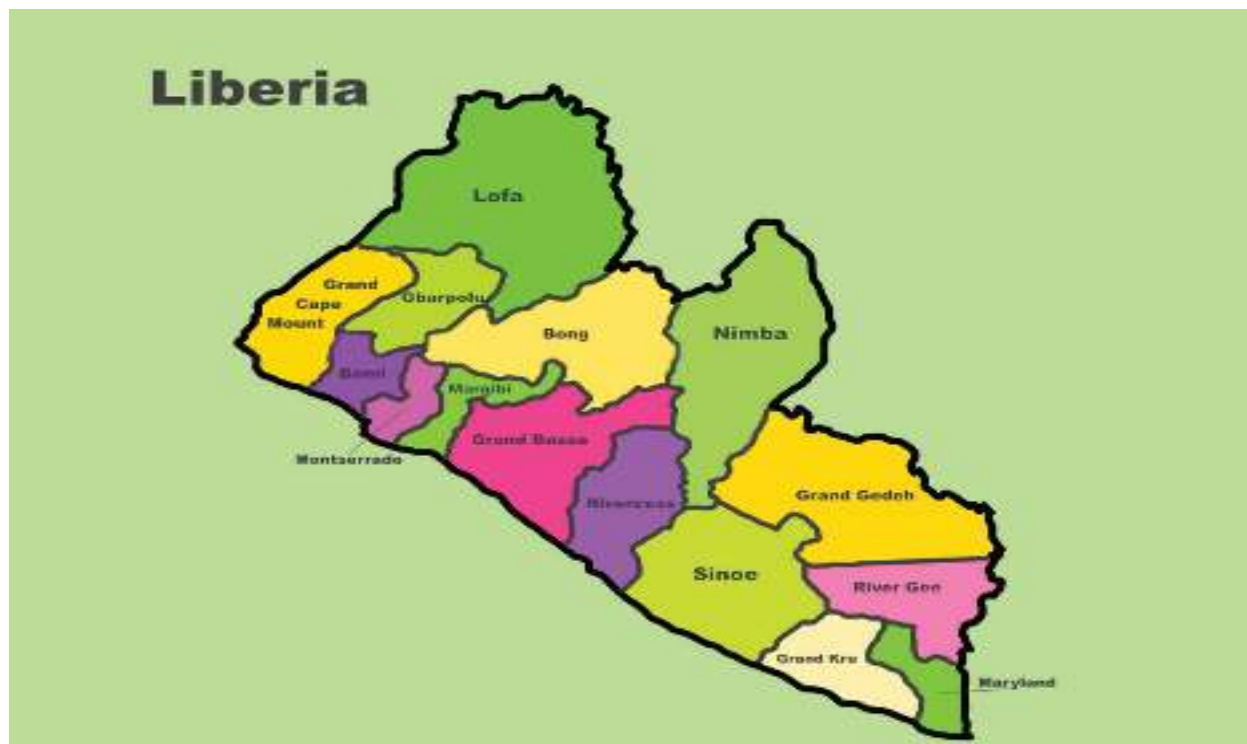 Liberia
Lofa
Grand
Cape
Mount
Gbarpolu
Bong
Nimba
Bomi
Margibi
Grand Bassa
Montserrado
Grand Gedeh
Rivercess
Sinoe
River Gee
Grand Kru
Maryland